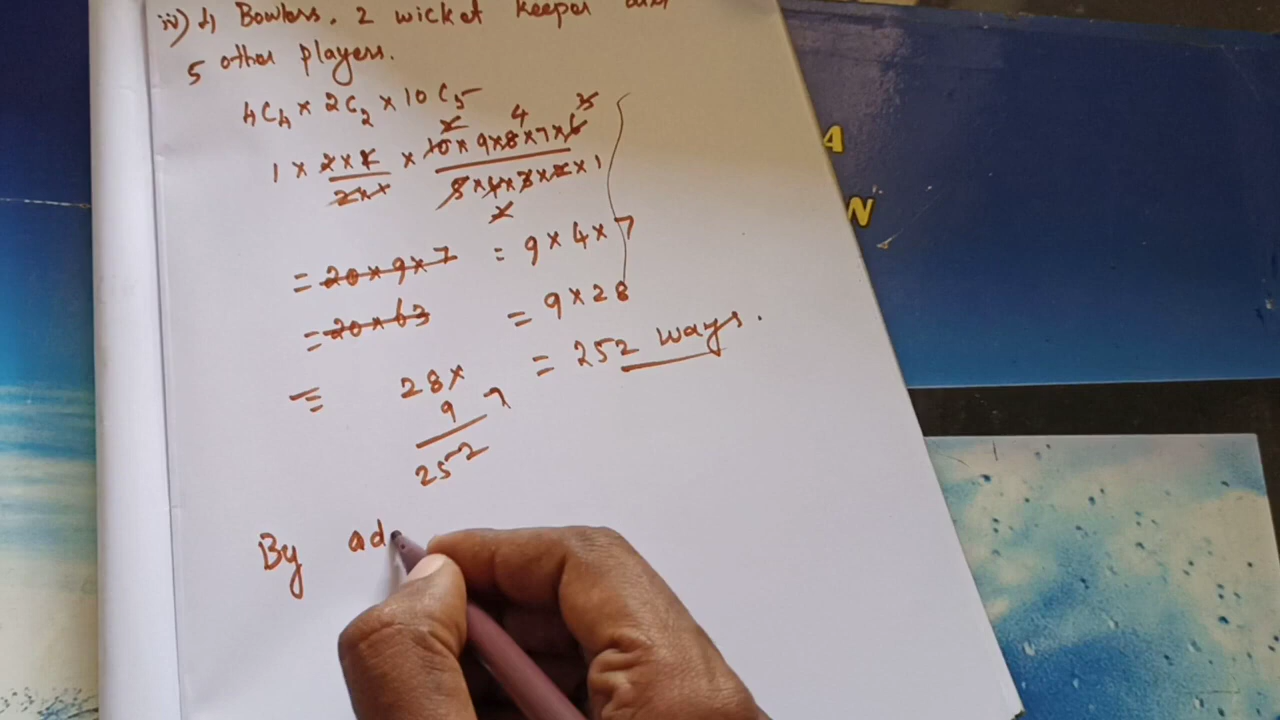 iv) 4 Bowlers, 2 wicket keeper and
5 other players.
4C4 × 2C2 × 10C5
1 × 2×1/2×1 × 10×9×8×7×6/5×4×3×2×1
= 20×9×7 = 9×4×7
= 20×63 = 9×28
= 28× = 252 ways.
9
252
By ad
A
W